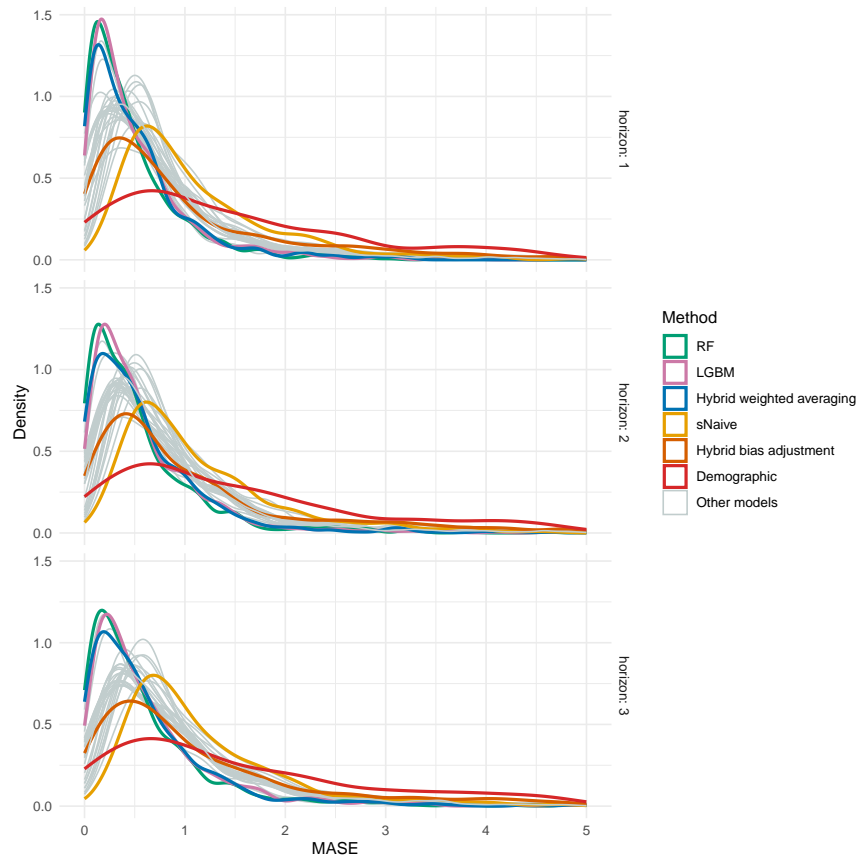 1.5
1.0
0.5
0.0
horizon: 1
1.5
1.0
0.5
0.0
horizon: 2
1.5
1.0
0.5
0.0
horizon: 3
Density
0 1 2 3 4 5
MASE
Method
RF
LGBM
Hybrid weighted averaging
sNaive
Hybrid bias adjustment
Demographic
Other models